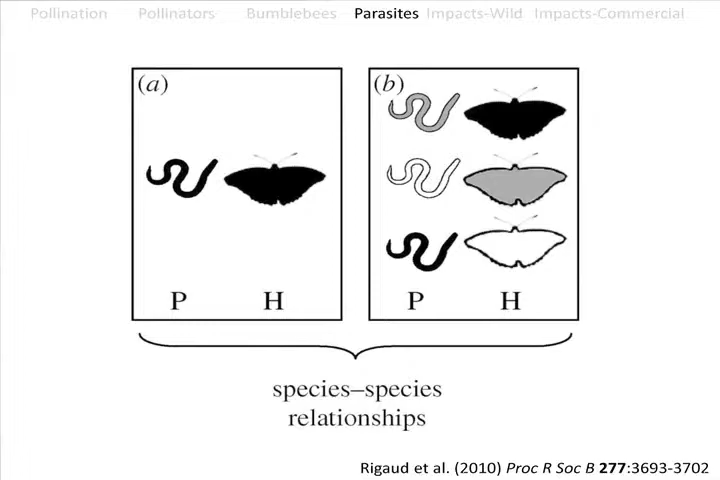 Pollination Pollinators Bumblebees Parasites Impacts-Wild Impacts-Commercial
(a) (b)
P H P H
species–species
relationships
Rigaud et al. (2010) Proc R Soc B 277:3693-3702